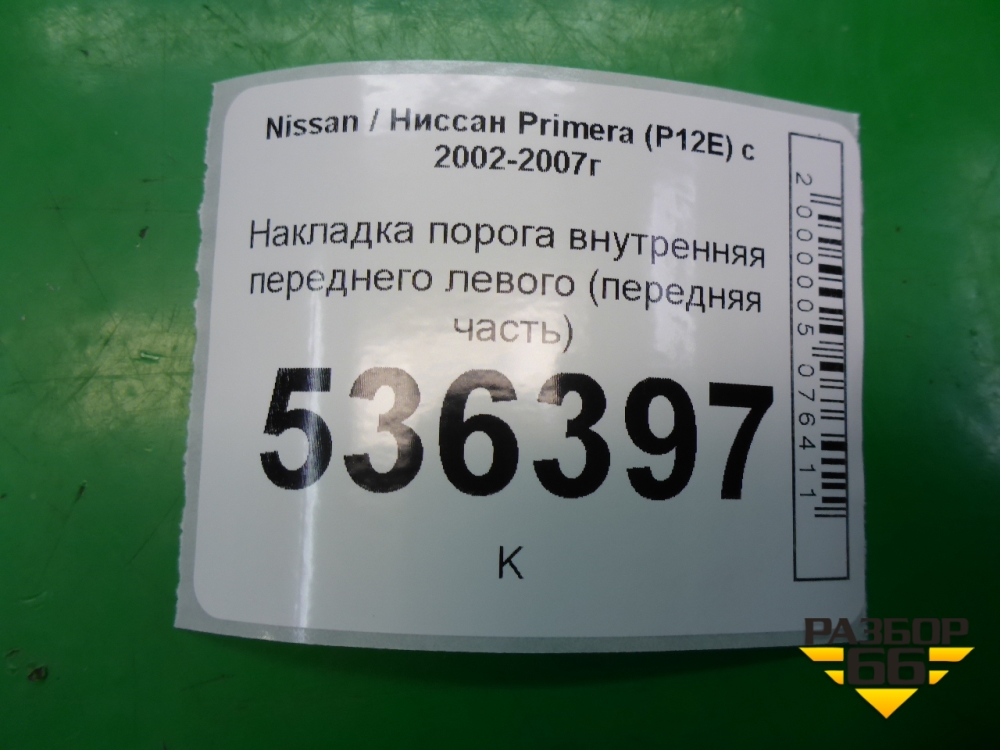 Nissan / Ниссан Primera (P12E) с
2002-2007г
Накладка порога внутренняя
переднего левого (передняя
часть)
536397
К
2000005076411
РАЗБОР
66